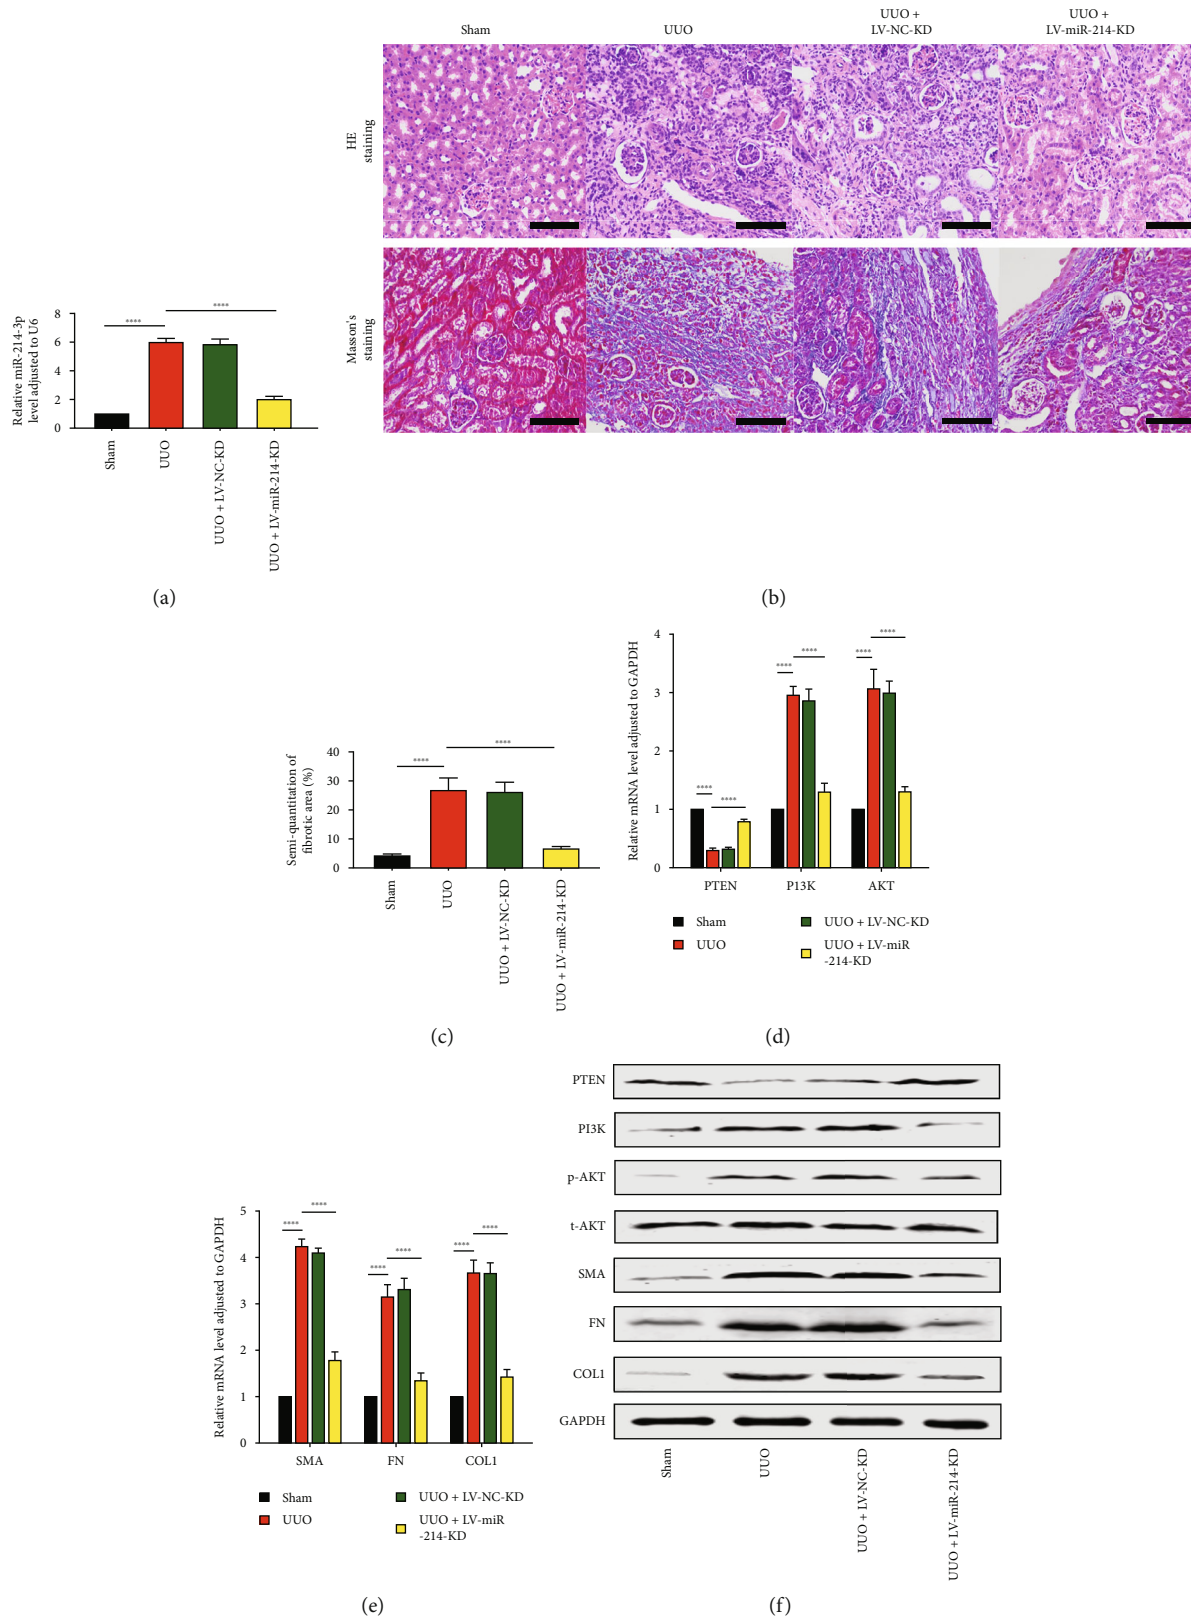 Sham
UUO
UUO +
LV-NC-KD
UUO +
LV-miR-214-KD
HE
staining
Masson's
staining
Relative miR-214-3p
level adjusted to U6
8
6
4
2
0
****
****
Sham
UUO
UUO + LV-NC-KD
UUO + LV-miR-214-KD
(a)
(b)
Semi-quantitation of
fibrotic area (%)
40
30
20
10
0
****
****
Sham
UUO
UUO + LV-NC-KD
UUO + LV-miR-214-KD
(c)
Relative mRNA level adjusted to GAPDH
4
3
2
1
0
****
****
****
****
****
****
PTEN
P13K
AKT
Sham
UUO
UUO + LV-NC-KD
UUO + LV-miR
-214-KD
(d)
Relative mRNA level adjusted to GAPDH
5
4
3
2
1
0
****
****
****
****
****
****
SMA
FN
COL1
Sham
UUO
UUO + LV-NC-KD
UUO + LV-miR
-214-KD
(e)
PTEN
PI3K
p-AKT
t-AKT
SMA
FN
COL1
GAPDH
Sham
UUO
UUO + LV-NC-KD
UUO + LV-miR-214-KD
(f)